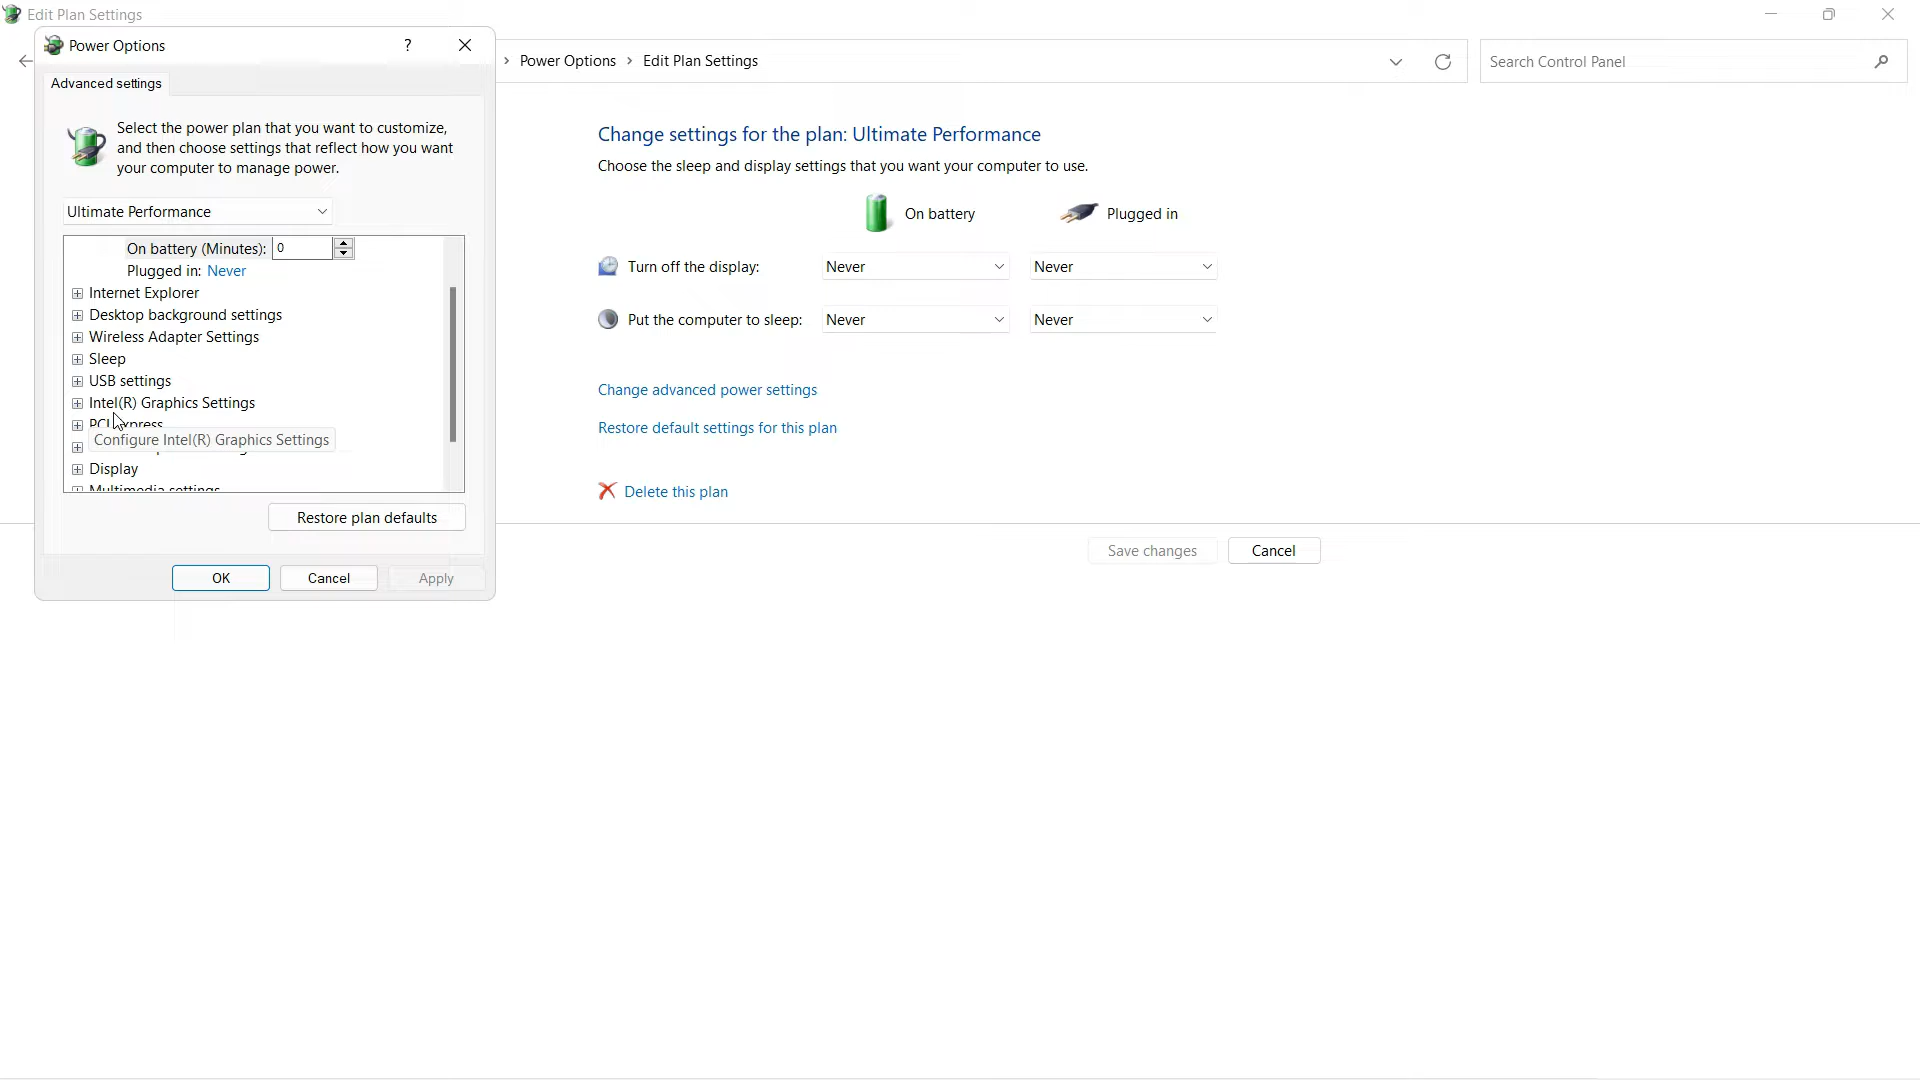 Edit Plan Settings
Power Options
?
Advanced settings
Select the power plan that you want to customize,
and then choose settings that reflect how you want
your computer to manage power.
Ultimate Performance
On battery (Minutes): 0
Plugged in: Never
Internet Explorer
Desktop background settings
Wireless Adapter Settings
Sleep
USB settings
Intel(R) Graphics Settings
PCI Express
Configure Intel(R) Graphics Settings
Display
Multimedia settings
Restore plan defaults
OK Cancel Apply
› Power Options › Edit Plan Settings
Search Control Panel
Change settings for the plan: Ultimate Performance
Choose the sleep and display settings that you want your computer to use.
On battery Plugged in
Turn off the display: Never Never
Put the computer to sleep: Never Never
Change advanced power settings
Restore default settings for this plan
Delete this plan
Save changes Cancel